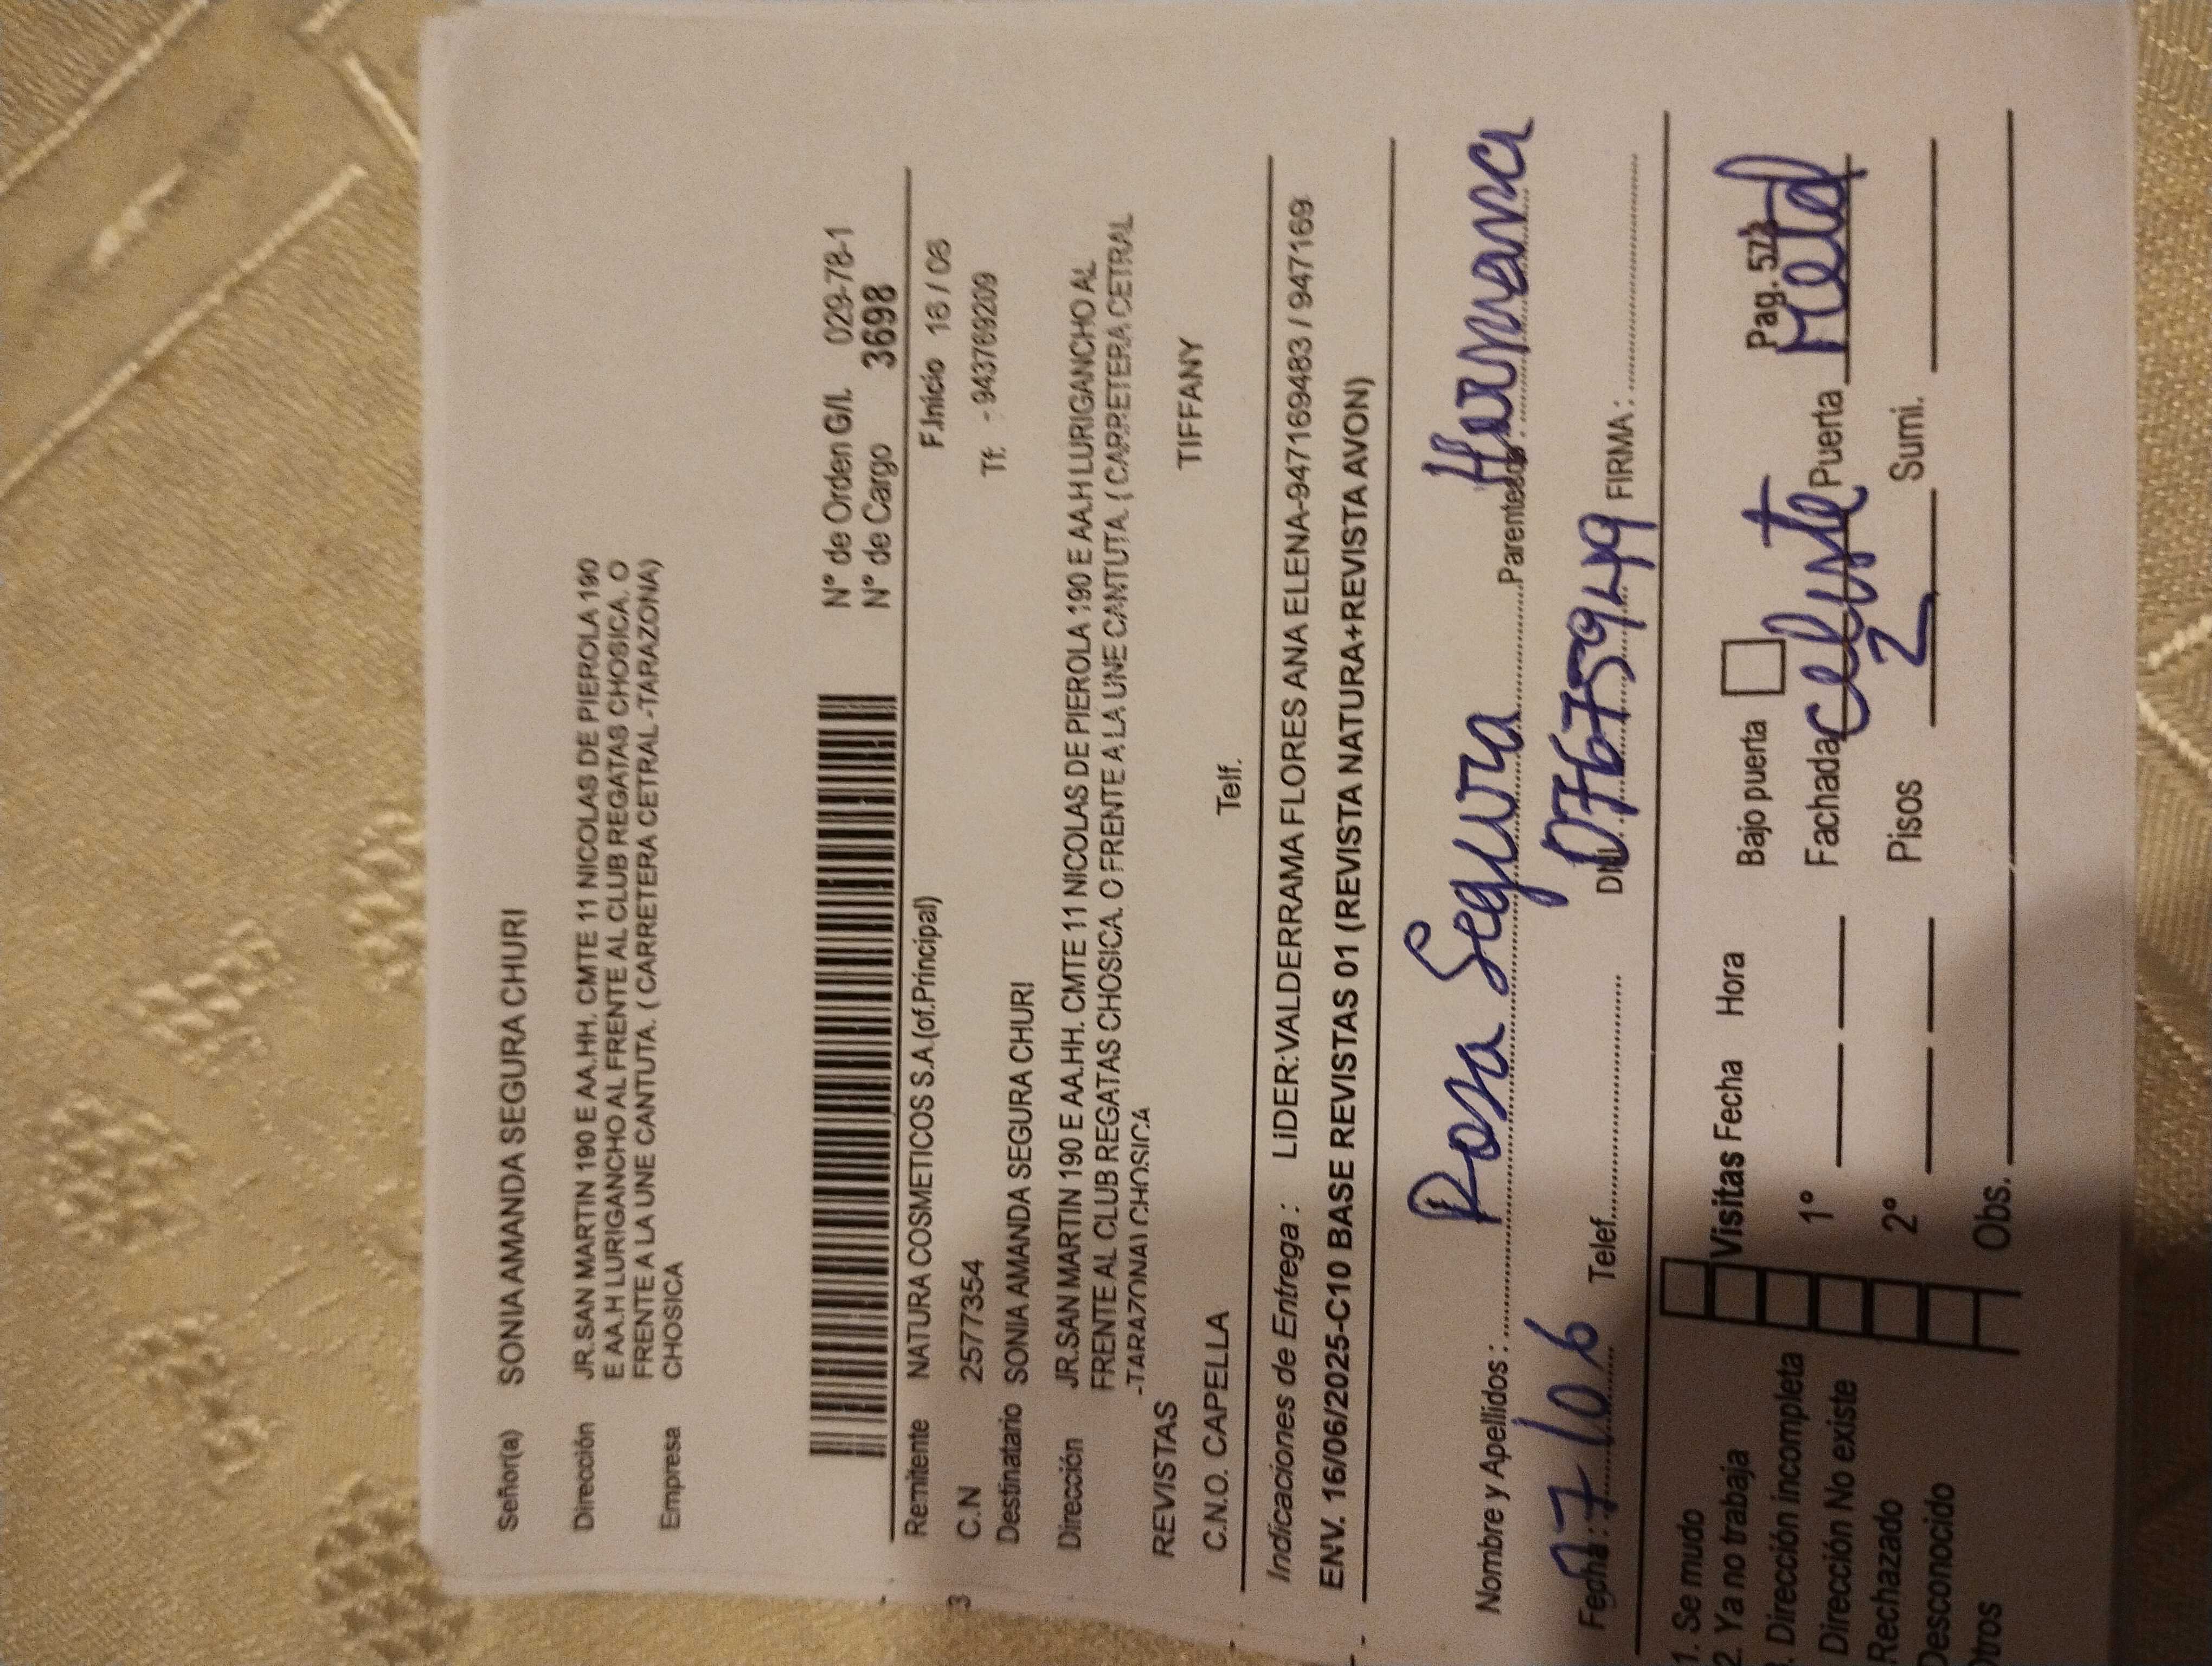 Señor(a) SONIA AMANDA SEGURA CHURI
Dirección JR.SAN MARTIN 190 E AA.HH. CMTE 11 NICOLAS DE PIEROLA 190
E AA.H LURIGANCHO AL FRENTE AL CLUB REGATAS CHOSICA. O
FRENTE A LA UNE CANTUTA. ( CARRETERA CETRAL -TARAZONA)
Empresa CHOSICA
N° de Orden G/L 029-78-1
N° de Cargo 3698
Remitente NATURA COSMETICOS S.A.(of.Principal) F.Inicio 16 / 06
3 C.N 2577354 Tf: - 943769209
Destinatario SONIA AMANDA SEGURA CHURI
Dirección JR.SAN MARTIN 190 E AA.HH. CMTE 11 NICOLAS DE PIEROLA 190 E AA.H LURIGANCHO AL
FRENTE AL CLUB REGATAS CHOSICA. O FRENTE A LA UNE CANTUTA. ( CARRETERA CETRAL
-TARAZONA) CHOSICA
REVISTAS TIFFANY
C.N.O. CAPELLA Telf.
Indicaciones de Entrega : LIDER:VALDERRAMA FLORES ANA ELENA-947169483 / 947169
ENV. 16/06/2025-C10 BASE REVISTAS 01 (REVISTA NATURA+REVISTA AVON)
Nombre y Apellidos : Rosa Segura Parentesco : Hermana
Fecha : 17/06 Telef. DNI. 07675949 FIRMA :
1. Se mudo Visitas Fecha Hora Bajo puerta Pag. 573
2. Ya no trabaja 1° Fachada Celeste Puerta Metal
Dirección incompleta 2° Pisos 2 Sumi.
Dirección No existe Obs.
Rechazado
Desconocido
Otros